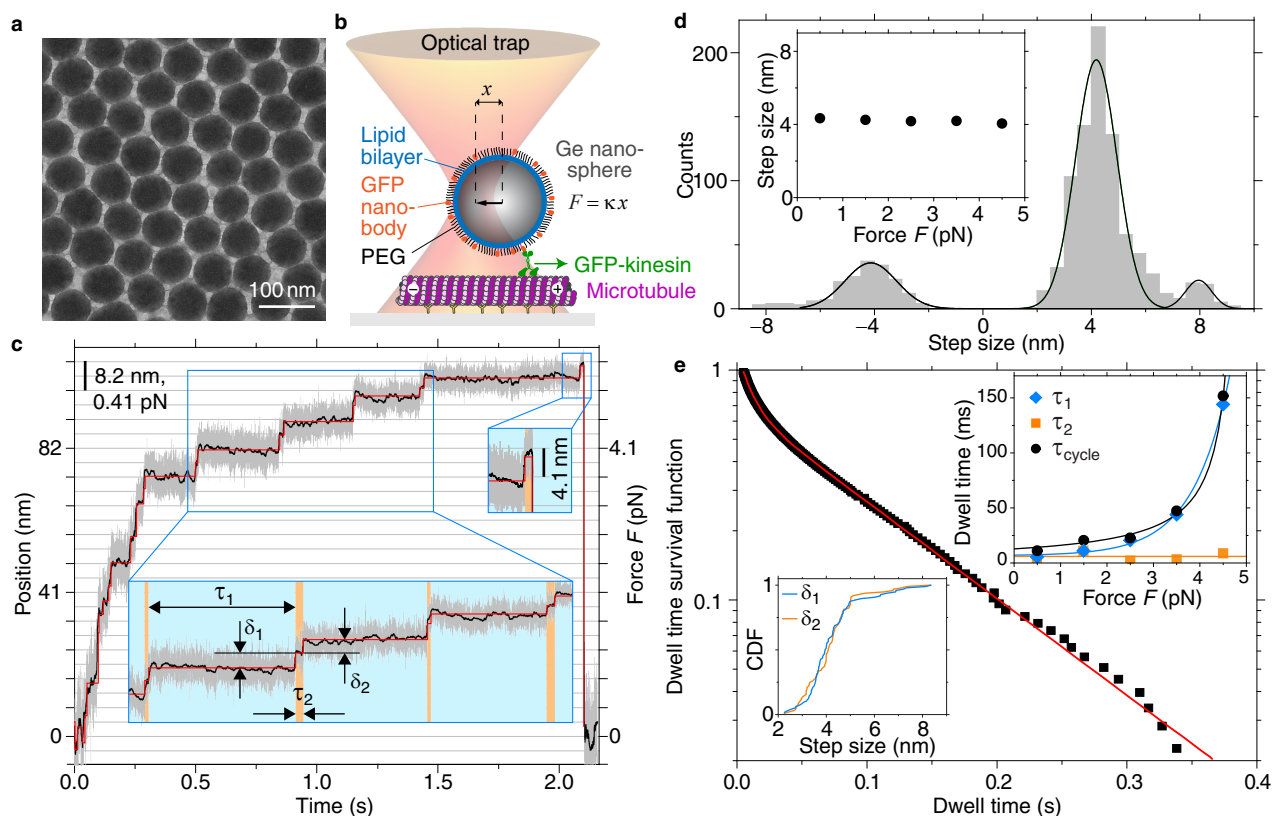 a
100 nm
b
Optical trap
x
Lipid
bilayer
GFP
nano-
body
PEG
Ge nano-
sphere
F = κ x
GFP-kinesin
Microtubule
−
+
c
8.2 nm,
0.41 pN
82
41
0
Position (nm)
4.1
0
Force F (pN)
4.1 nm
τ1
δ1
δ2
τ2
0.0
0.5
1.0
1.5
2.0
Time (s)
d
200
100
0
Counts
−8
−4
0
4
8
Step size (nm)
8
4
0
Step size (nm)
0
1
2
3
4
5
Force F (pN)
e
1
0.1
Dwell time survival function
0.0
0.1
0.2
0.3
0.4
Dwell time (s)
τ1
τ2
τcycle
150
100
50
0
Dwell time (ms)
0
1
2
3
4
5
Force F (pN)
δ1
δ2
1
0
CDF
2
4
6
8
Step size (nm)